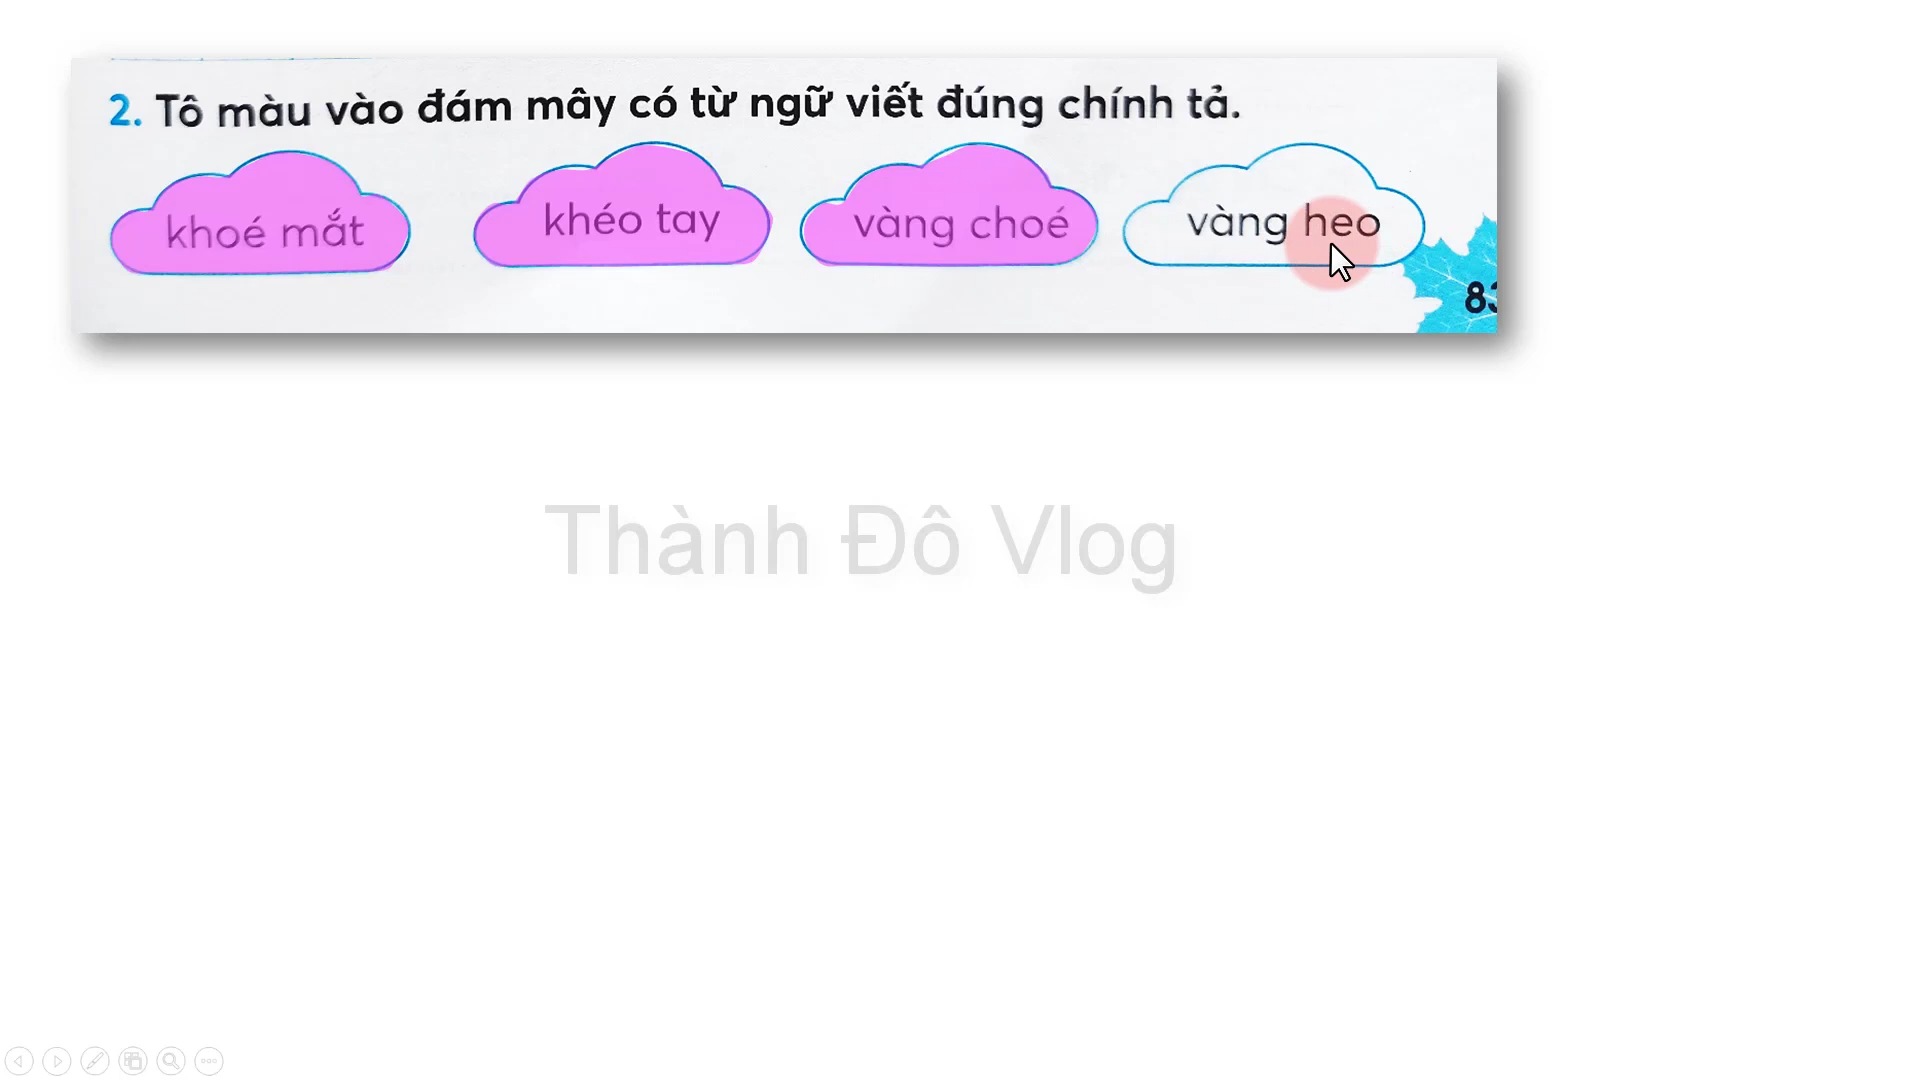 2. Tô màu vào đám mây có từ ngữ viết đúng chính tả.
khoé mắt khéo tay vàng choé vàng heo
Thành Đô Vlog